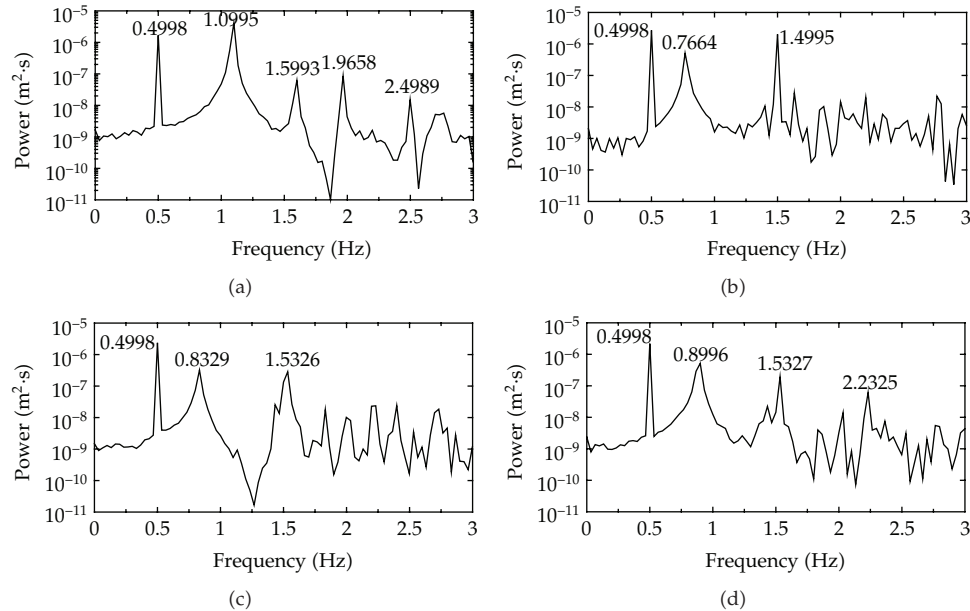 10⁻⁵
10⁻⁶
10⁻⁷
10⁻⁸
10⁻⁹
10⁻¹⁰
10⁻¹¹
Power (m²·s)
0.4998
1.0995
1.5993
1.9658
2.4989
0 0.5 1 1.5 2 2.5 3
Frequency (Hz)
(a)
10⁻⁵
10⁻⁶
10⁻⁷
10⁻⁸
10⁻⁹
10⁻¹⁰
10⁻¹¹
Power (m²·s)
0.4998
0.7664
1.4995
0 0.5 1 1.5 2 2.5 3
Frequency (Hz)
(b)
10⁻⁵
10⁻⁶
10⁻⁷
10⁻⁸
10⁻⁹
10⁻¹⁰
10⁻¹¹
Power (m²·s)
0.4998
0.8329
1.5326
0 0.5 1 1.5 2 2.5 3
Frequency (Hz)
(c)
10⁻⁵
10⁻⁶
10⁻⁷
10⁻⁸
10⁻⁹
10⁻¹⁰
10⁻¹¹
Power (m²·s)
0.4998
0.8996
1.5327
2.2325
0 0.5 1 1.5 2 2.5 3
Frequency (Hz)
(d)